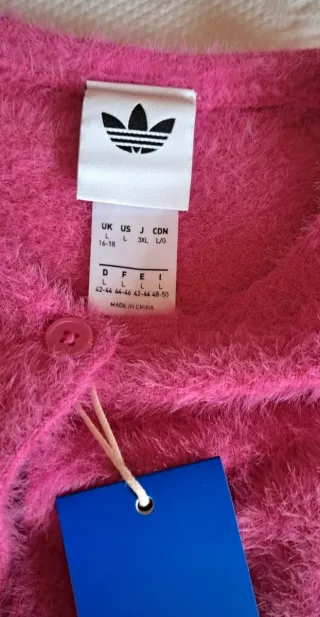 UK US J CDN
L L 3XL L/G
16-18
D F E I
L L L L
42-44 44-46 42-44 48-50
MADE IN CHINA